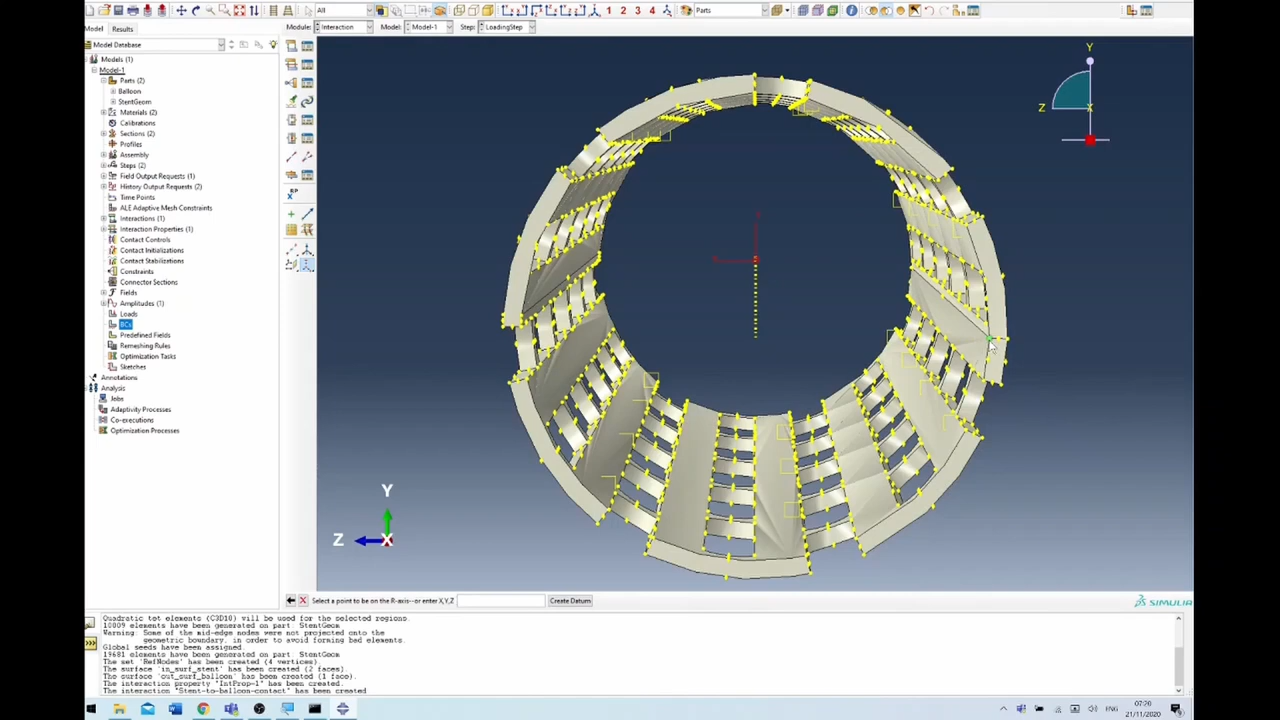 All
1 2 3 4
Parts
Model Results
Module: Interaction Model: Model-1 Step: LoadingStep
Model Database
Models (1)
Model-1
Parts (2)
Balloon
StentGeom
Materials (2)
Calibrations
Sections (2)
Profiles
Assembly
Steps (2)
Field Output Requests (1)
History Output Requests (2)
Time Points
ALE Adaptive Mesh Constraints
Interactions (1)
Interaction Properties (1)
Contact Controls
Contact Initializations
Contact Stabilizations
Constraints
Connector Sections
Fields
Amplitudes (1)
Loads
BCs
Predefined Fields
Remeshing Rules
Optimization Tasks
Sketches
Annotations
Analysis
Jobs
Adaptivity Processes
Co-executions
Optimization Processes
RP
Y
Z
X
Y
Z
X
Select a point to be on the R-axis--or enter X,Y,Z
Create Datum
SIMULIA
Quadratic tet elements (C3D10) will be used for the selected regions.
10009 elements have been generated on part StentGeom
Warning: Some of the mid-edge nodes were not projected onto the
geometric boundary, in order to avoid forming bad elements.
Global seeds have been assigned.
19681 elements have been generated on part StentGeom
The set 'RefNodes' has been created (4 vertices).
The surface 'in_surf_stent' has been created (2 faces).
The surface 'out_surf_balloon' has been created (1 face).
The interaction property "IntProp-1" has been created.
The interaction "Stent-to-balloon-contact" has been created
>>>
ENG
07:20
21/11/2020